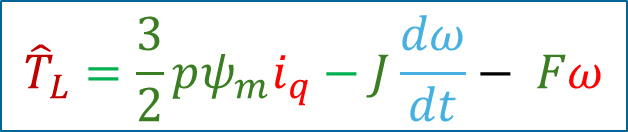 T̂_L = 3/2 pψ_m i_q − J dω/dt − Fω